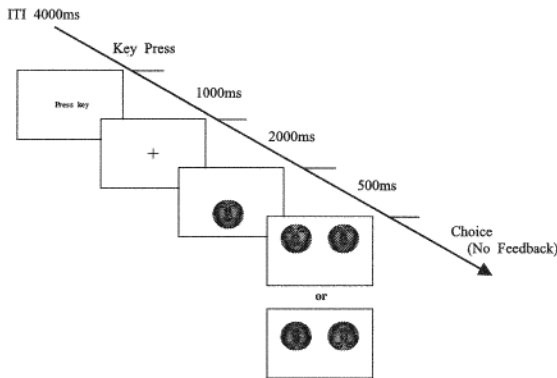 ITI 4000ms
Key Press
Press key
1000ms
+
2000ms
500ms
Choice
(No Feedback)
or